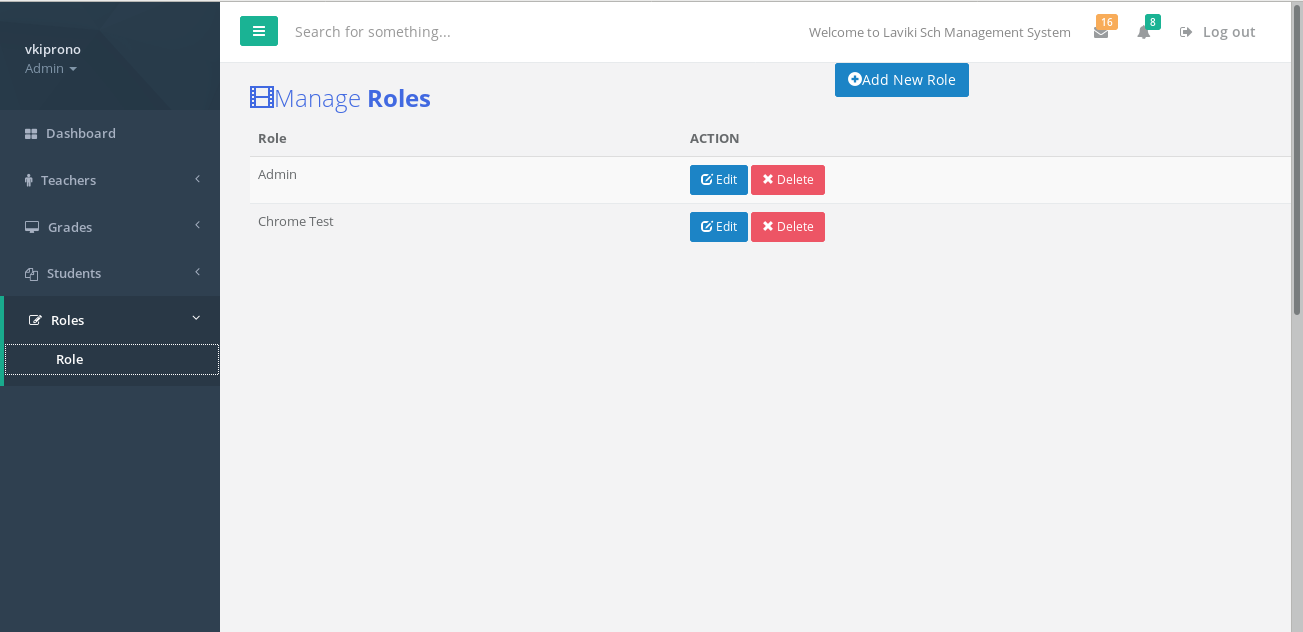 vkiprono
Admin
Dashboard
Teachers
Grades
Students
Roles
Role
Search for something...
Welcome to Laviki Sch Management System
16
8
Log out
Add New Role
Manage Roles
Role ACTION
Admin Edit Delete
Chrome Test Edit Delete